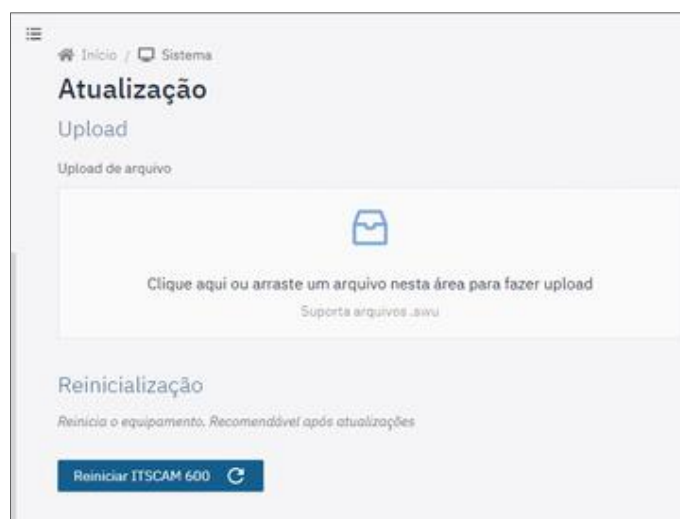 Início / Sistema
Atualização
Upload
Upload de arquivo
Clique aqui ou arraste um arquivo nesta área para fazer upload
Suporta arquivos .swu
Reinicialização
Reinicia o equipamento. Recomendável após atualizações
Reiniciar ITSCAM 600